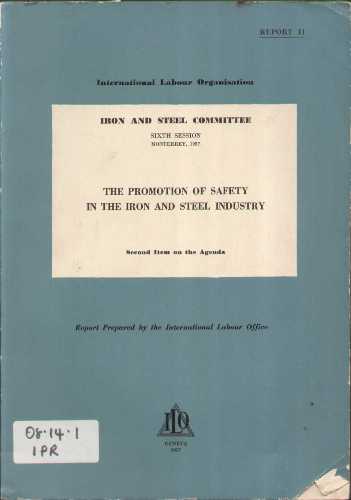 REPORT II
International Labour Organisation
IRON AND STEEL COMMITTEE
SIXTH SESSION
MONTERREY, 1957
THE PROMOTION OF SAFETY
IN THE IRON AND STEEL INDUSTRY
Second Item on the Agenda
Report Prepared by the International Labour Office
ILO
GENEVA
1957
08·14·1
IPR